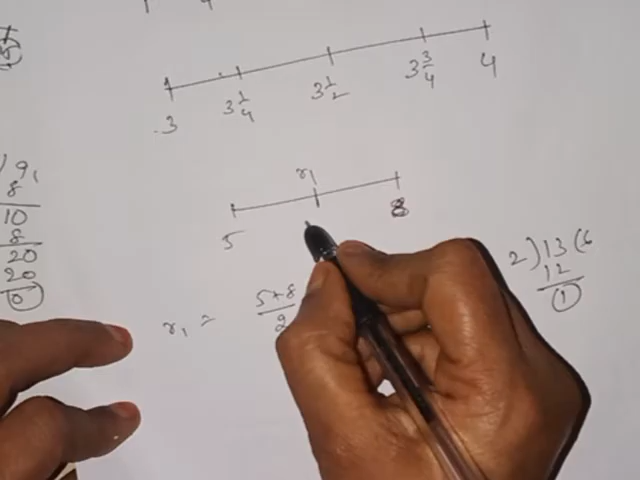 3 3 1/4 3 1/2 3 3/4 4
) 9,
8
10
8
20
20
0
r₁
5 8
r₁ = 5+8/2
2) 13 (6
12
1